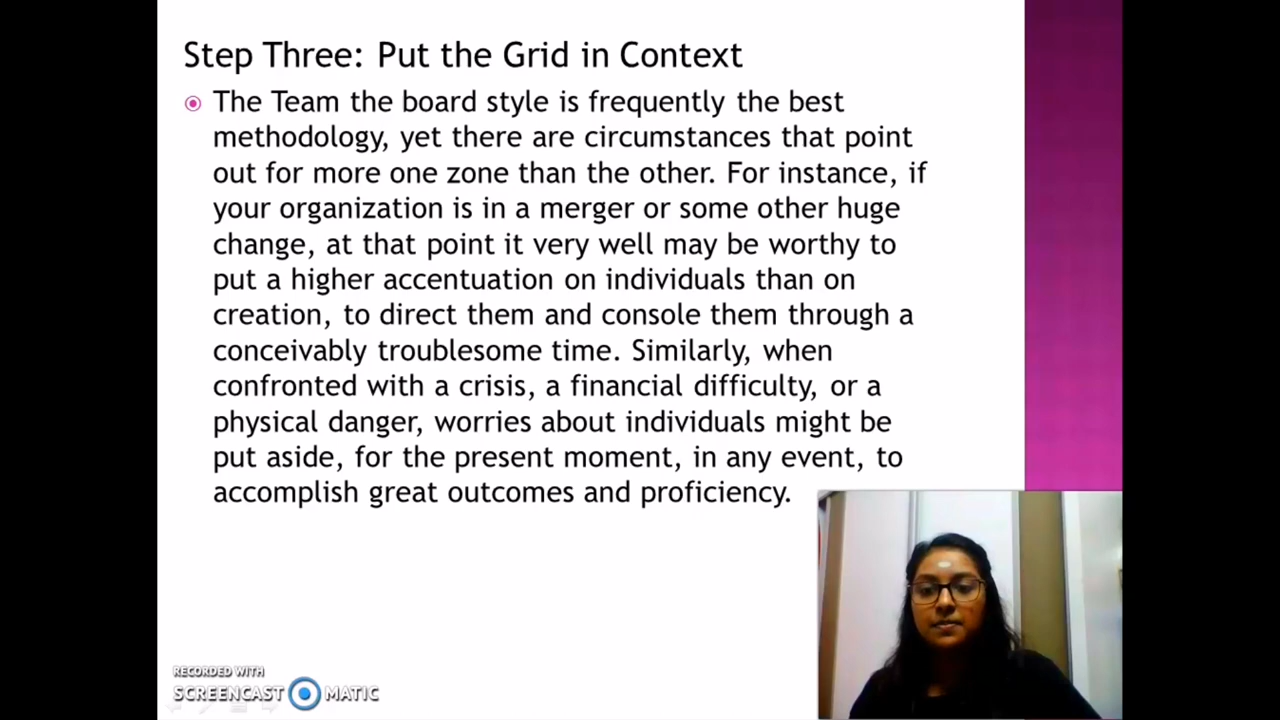 Step Three: Put the Grid in Context
The Team the board style is frequently the best
methodology, yet there are circumstances that point
out for more one zone than the other. For instance, if
your organization is in a merger or some other huge
change, at that point it very well may be worthy to
put a higher accentuation on individuals than on
creation, to direct them and console them through a
conceivably troublesome time. Similarly, when
confronted with a crisis, a financial difficulty, or a
physical danger, worries about individuals might be
put aside, for the present moment, in any event, to
accomplish great outcomes and proficiency.
RECORDED WITH
SCREENCAST MATIC